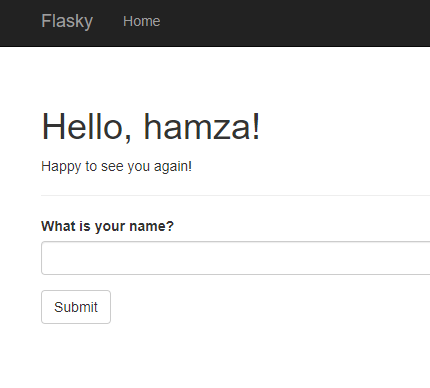 Flasky Home
Hello, hamza!
Happy to see you again!
What is your name?
Submit